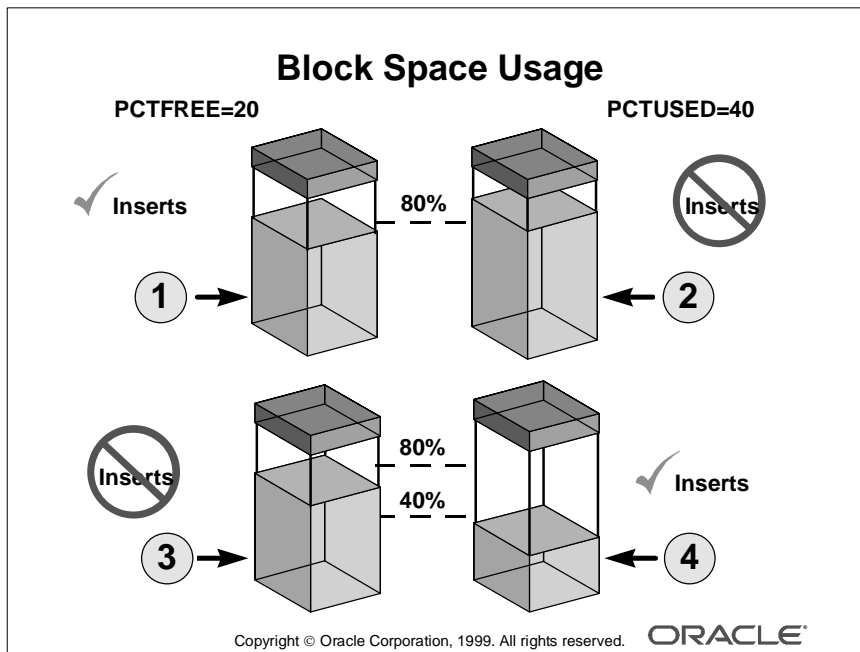 Block Space Usage
PCTFREE=20
PCTUSED=40
Inserts
80%
Inserts
1
2
Inserts
80%
40%
Inserts
3
4
Copyright © Oracle Corporation, 1999. All rights reserved.
ORACLE®